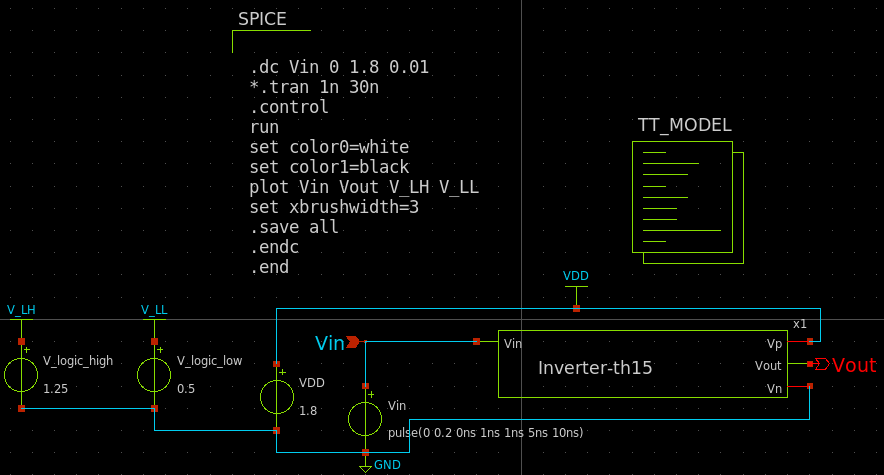 SPICE
.dc Vin 0 1.8 0.01
*.tran 1n 30n
.control
run
set color0=white
set color1=black
plot Vin Vout V_LH V_LL
set xbrushwidth=3
.save all
.endc
.end
TT_MODEL
VDD
V_LH
V_LL
x1
Vin
Vin
Vp
V_logic_high
V_logic_low
Inverter-th15
Vout
Vout
VDD
Vn
1.25
0.5
1.8
Vin
pulse(0 0.2 0ns 1ns 1ns 5ns 10ns)
GND